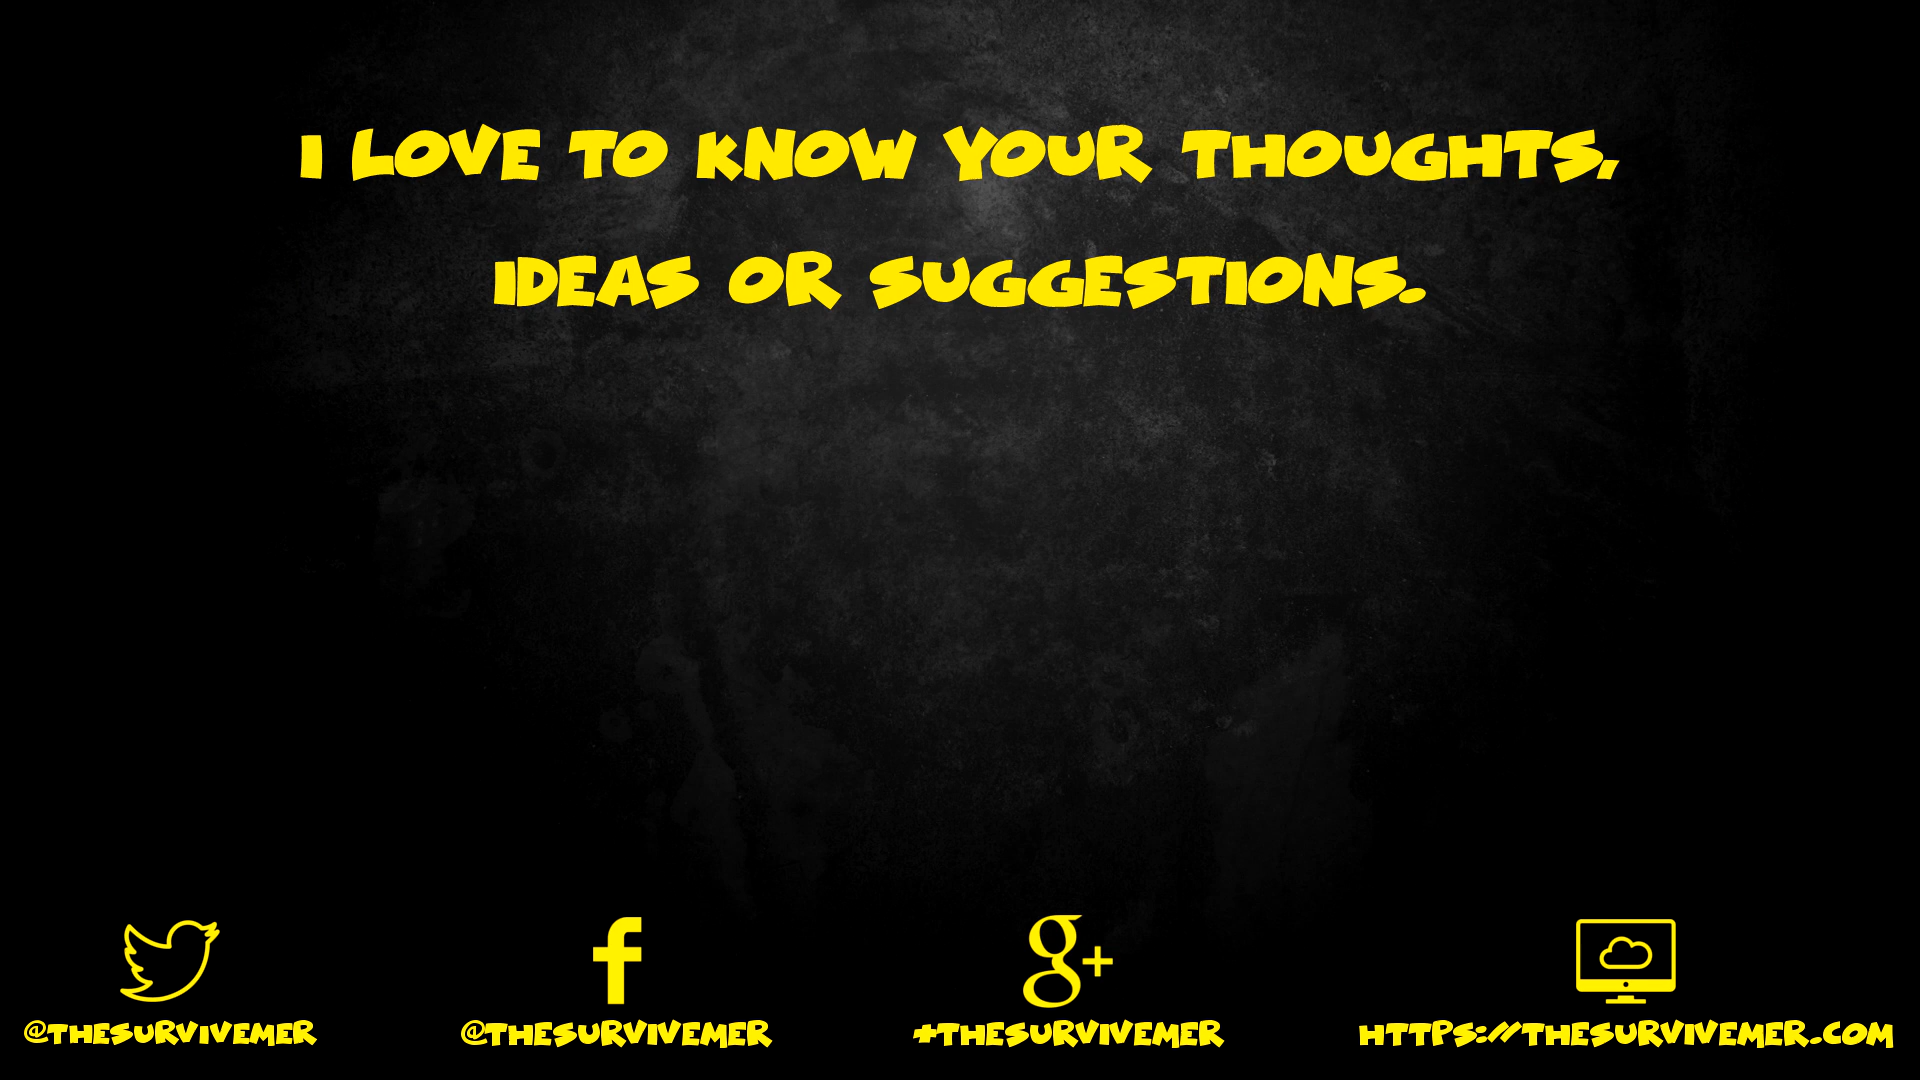 I LOVE TO KNOW YOUR THOUGHTS,
IDEAS OR SUGGESTIONS.
@THESURVIVEMER
@THESURVIVEMER
+THESURVIVEMER
HTTPS://THESURVIVEMER.COM